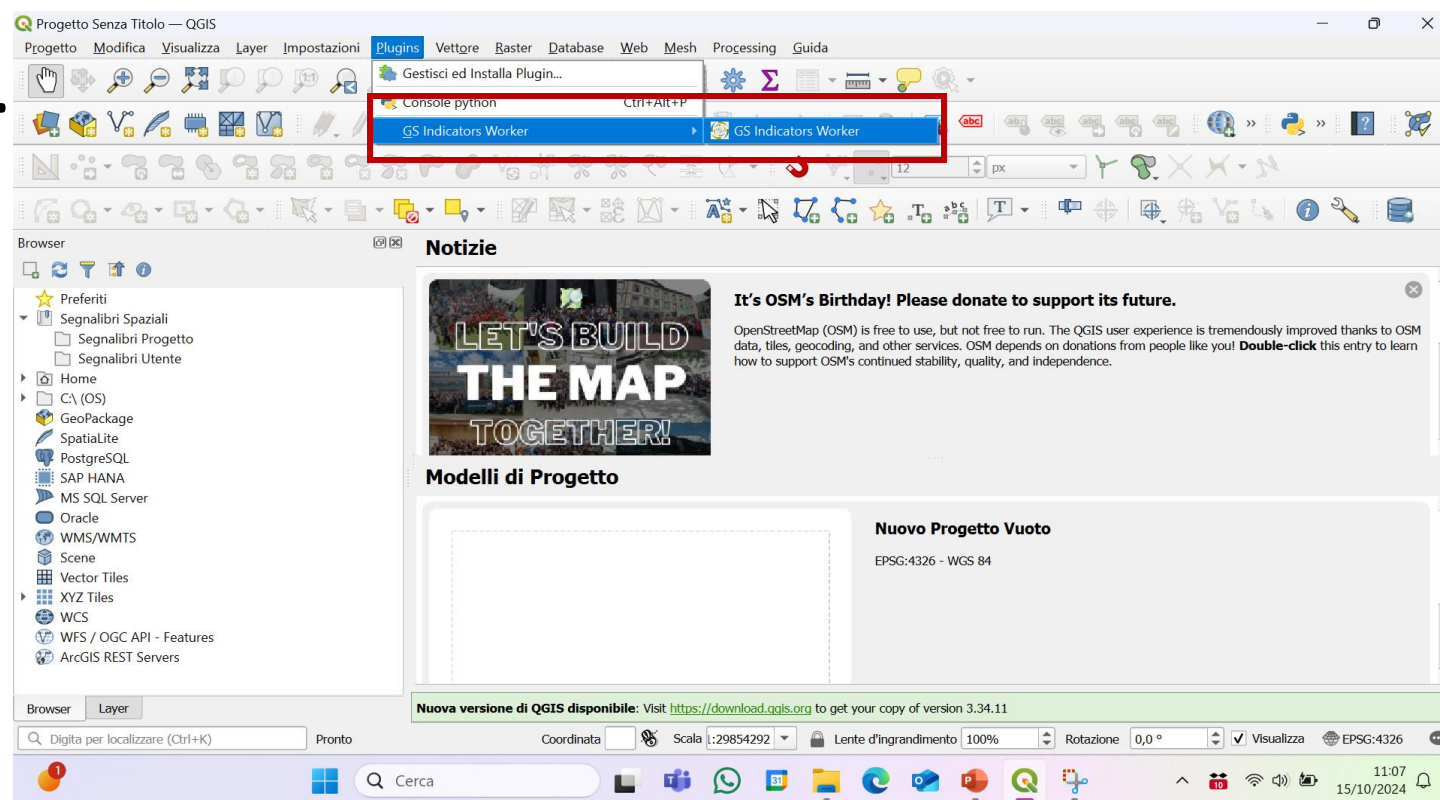 Progetto Senza Titolo — QGIS
Progetto Modifica Visualizza Layer Impostazioni Plugins Vettore Raster Database Web Mesh Processing Guida
Gestisci ed Installa Plugin...
Console python Ctrl+Alt+P
GS Indicators Worker
GS Indicators Worker
12 px
Browser
Preferiti
Segnalibri Spaziali
Segnalibri Progetto
Segnalibri Utente
Home
C:\ (OS)
GeoPackage
SpatiaLite
PostgreSQL
SAP HANA
MS SQL Server
Oracle
WMS/WMTS
Scene
Vector Tiles
XYZ Tiles
WCS
WFS / OGC API - Features
ArcGIS REST Servers
Browser Layer
Notizie
LET'S BUILD
THE MAP
TOGETHER!
It's OSM's Birthday! Please donate to support its future.
OpenStreetMap (OSM) is free to use, but not free to run. The QGIS user experience is tremendously improved thanks to OSM
data, tiles, geocoding, and other services. OSM depends on donations from people like you! Double-click this entry to learn
how to support OSM's continued stability, quality, and independence.
Modelli di Progetto
Nuovo Progetto Vuoto
EPSG:4326 - WGS 84
Nuova versione di QGIS disponibile: Visit https://download.qgis.org to get your copy of version 3.34.11
Digita per localizzare (Ctrl+K) Pronto Coordinata Scala 1:29854292 Lente d'ingrandimento 100% Rotazione 0,0 ° Visualizza EPSG:4326
1 Cerca 31 10 11:07
15/10/2024